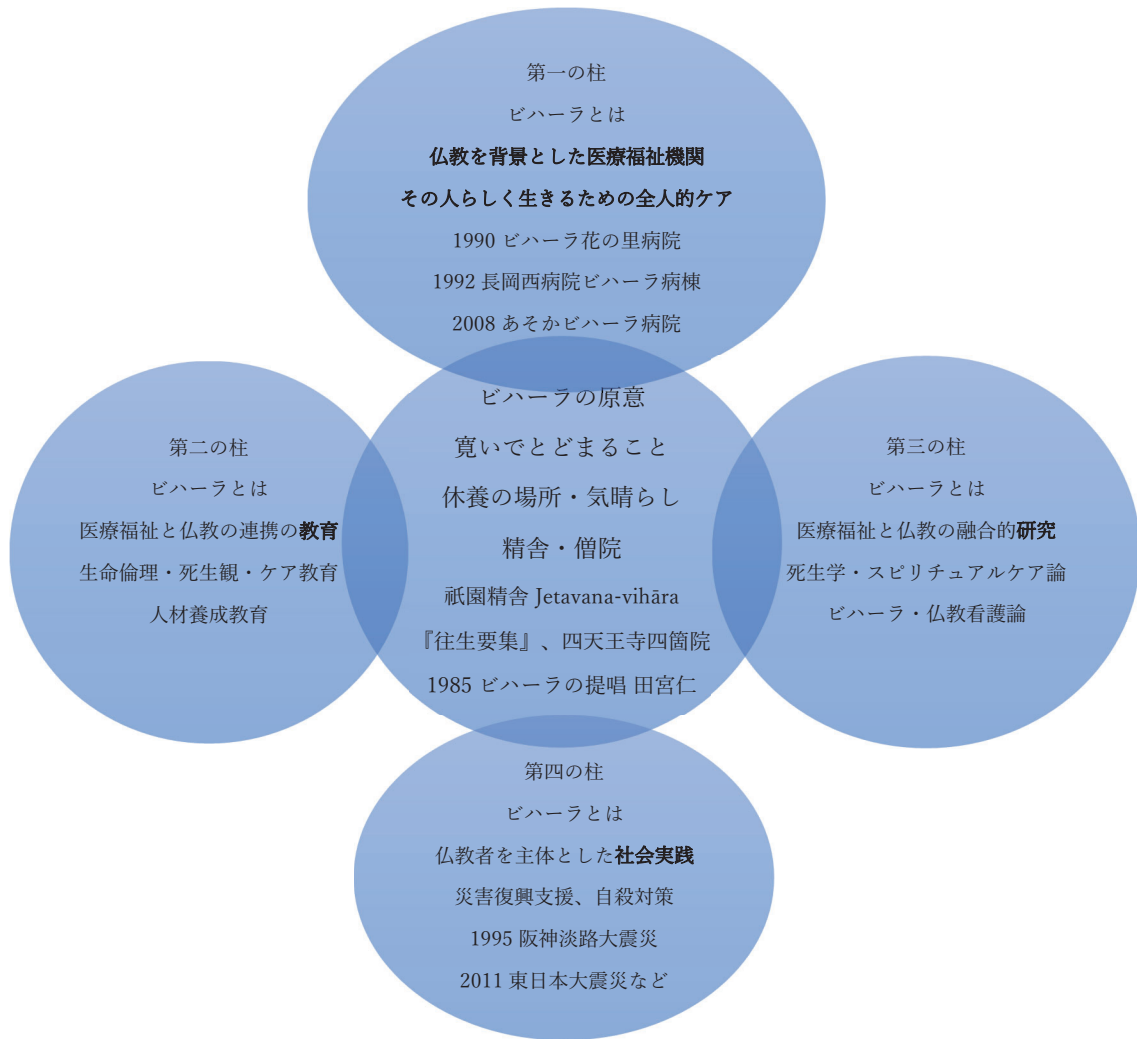 第一の柱
ビハーラとは
仏教を背景とした医療福祉機関
その人らしく生きるための全人的ケア
1990 ビハーラ花の里病院
1992 長岡西病院ビハーラ病棟
2008 あそかビハーラ病院
ビハーラの原意
寛いでとどまること
休養の場所・気晴らし
精舎・僧院
祇園精舎 Jetavana-vihāra
『往生要集』、四天王寺四箇院
1985 ビハーラの提唱 田宮仁
第二の柱
ビハーラとは
医療福祉と仏教の連携の教育
生命倫理・死生観・ケア教育
人材養成教育
第三の柱
ビハーラとは
医療福祉と仏教の融合的研究
死生学・スピリチュアルケア論
ビハーラ・仏教看護論
第四の柱
ビハーラとは
仏教者を主体とした社会実践
災害復興支援、自殺対策
1995 阪神淡路大震災
2011 東日本大震災など